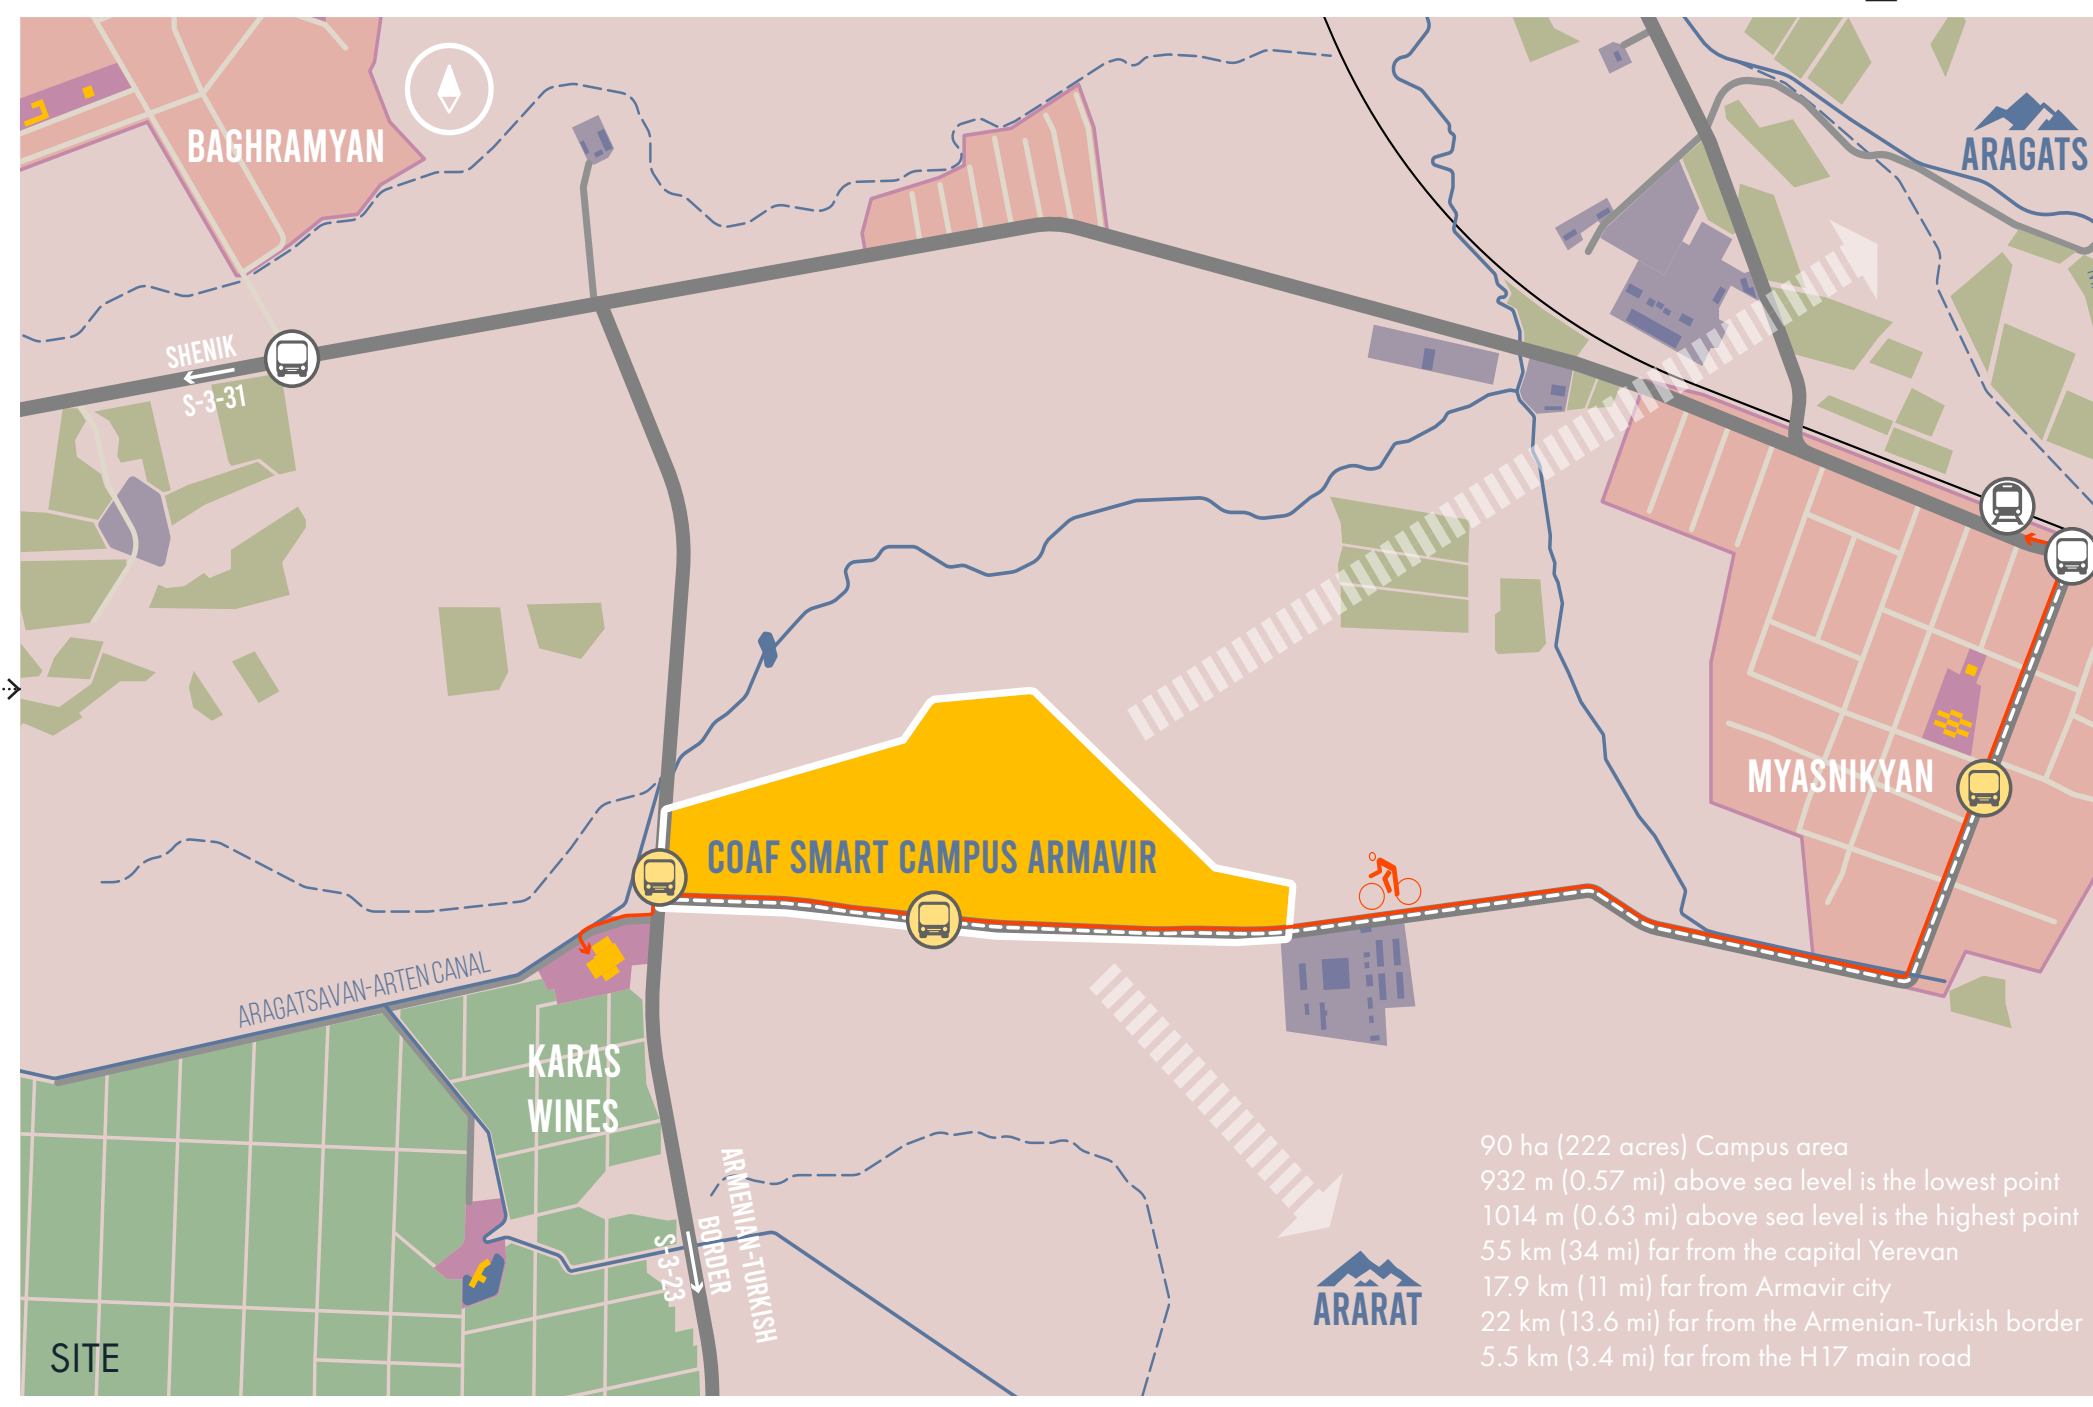 BAGHRAMYAN
ARAGATS
SHENIK
S-3-31
MYASNIKYAN
COAF SMART CAMPUS ARMAVIR
ARAGATSAVAN-ARTEN CANAL
KARAS
WINES
ARMENIAN-TURKISH
BORDER
S-3-23
ARARAT
90 ha (222 acres) Campus area
932 m (0.57 mi) above sea level is the lowest point
1014 m (0.63 mi) above sea level is the highest point
55 km (34 mi) far from the capital Yerevan
17.9 km (11 mi) far from Armavir city
22 km (13.6 mi) far from the Armenian-Turkish border
5.5 km (3.4 mi) far from the H17 main road
SITE